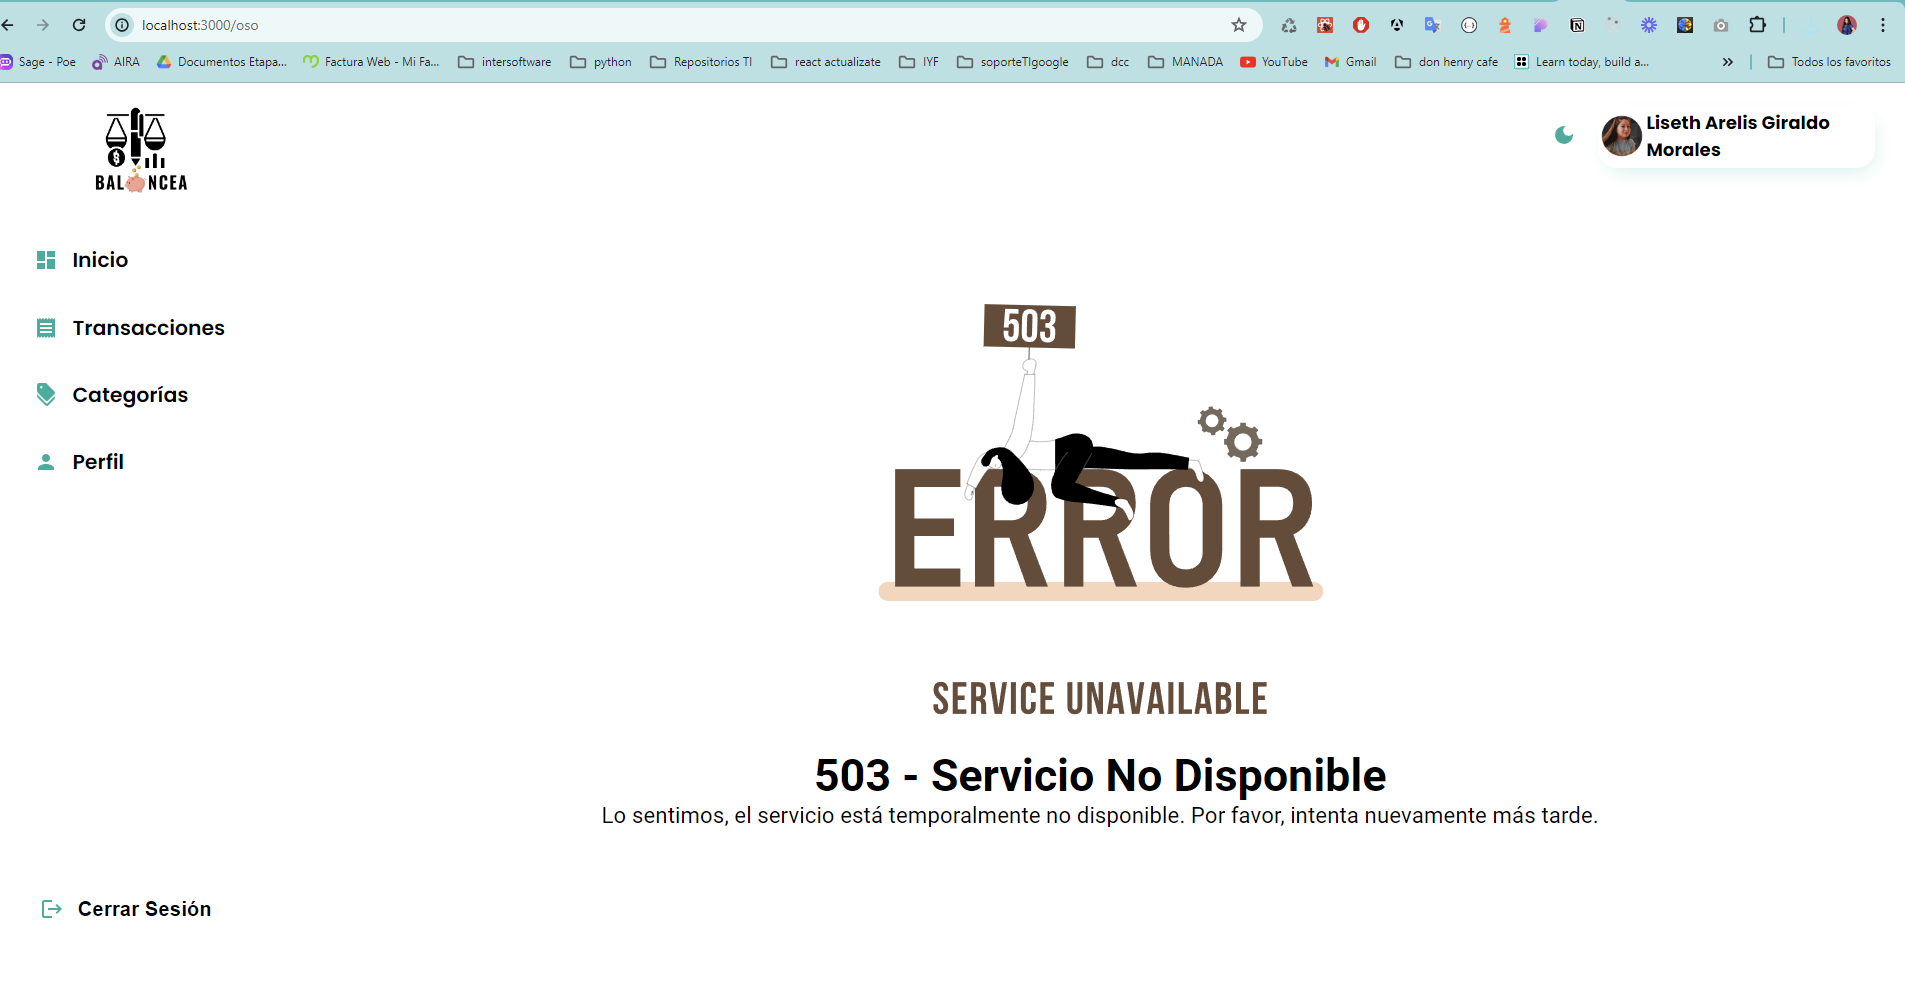 localhost:3000/oso
Sage - Poe
AIRA
Documentos Etapa...
Factura Web - Mi Fa...
intersoftware
python
Repositorios TI
react actualizate
IYF
soporteTIgoogle
dcc
MANADA
YouTube
Gmail
don henry cafe
Learn today, build a...
Todos los favoritos
BALANCEA
Liseth Arelis Giraldo
Morales
Inicio
Transacciones
Categorías
Perfil
503
ERROR
SERVICE UNAVAILABLE
503 - Servicio No Disponible
Lo sentimos, el servicio está temporalmente no disponible. Por favor, intenta nuevamente más tarde.
Cerrar Sesión